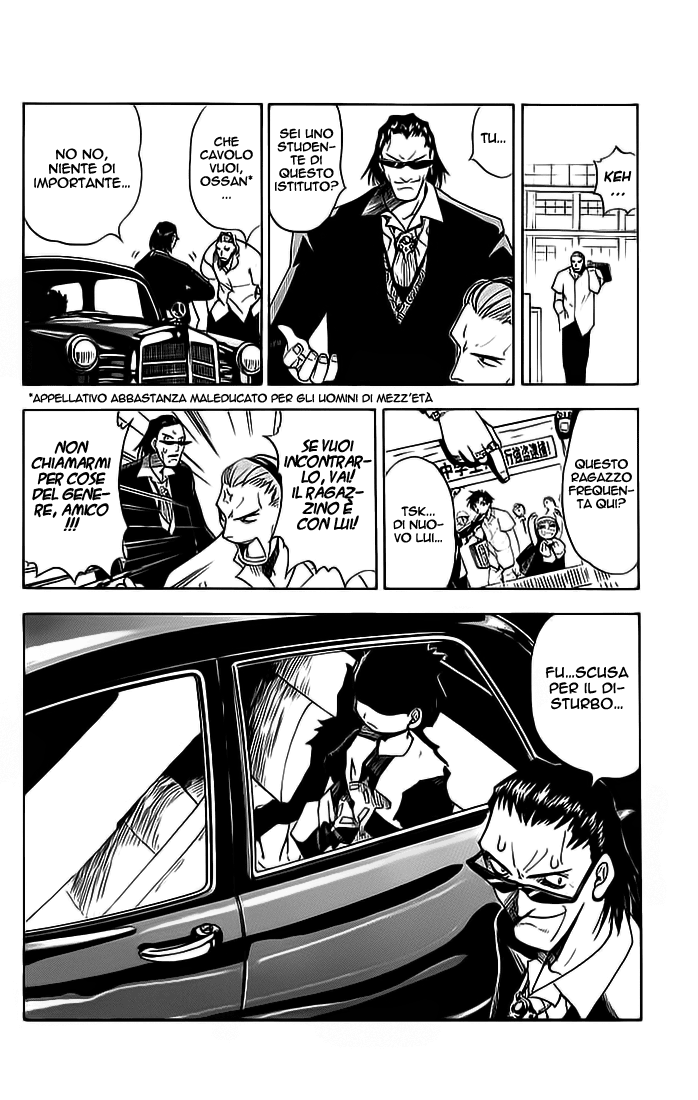 KEH
...
TU...
SEI UNO
STUDEN-
TE DI
QUESTO
ISTITUTO?
CHE
CAVOLO
VUOI,
OSSAN*
...
NO NO,
NIENTE DI
IMPORTANTE...
*APPELLATIVO ABBASTANZA MALEDUCATO PER GLI UOMINI DI MEZZ'ETÀ
QUESTO
RAGAZZO
FREQUEN-
TA QUI?
TSK...
...DI NUO-
VO LUI...
SE VUOI
INCONTRAR-
LO, VAI!
IL RAGAZ-
ZINO È
CON LUI!
NON
CHIAMARMI
PER COSE
DEL GENE-
RE, AMICO
!!!
FU...SCUSA
PER IL DI-
STURBO...